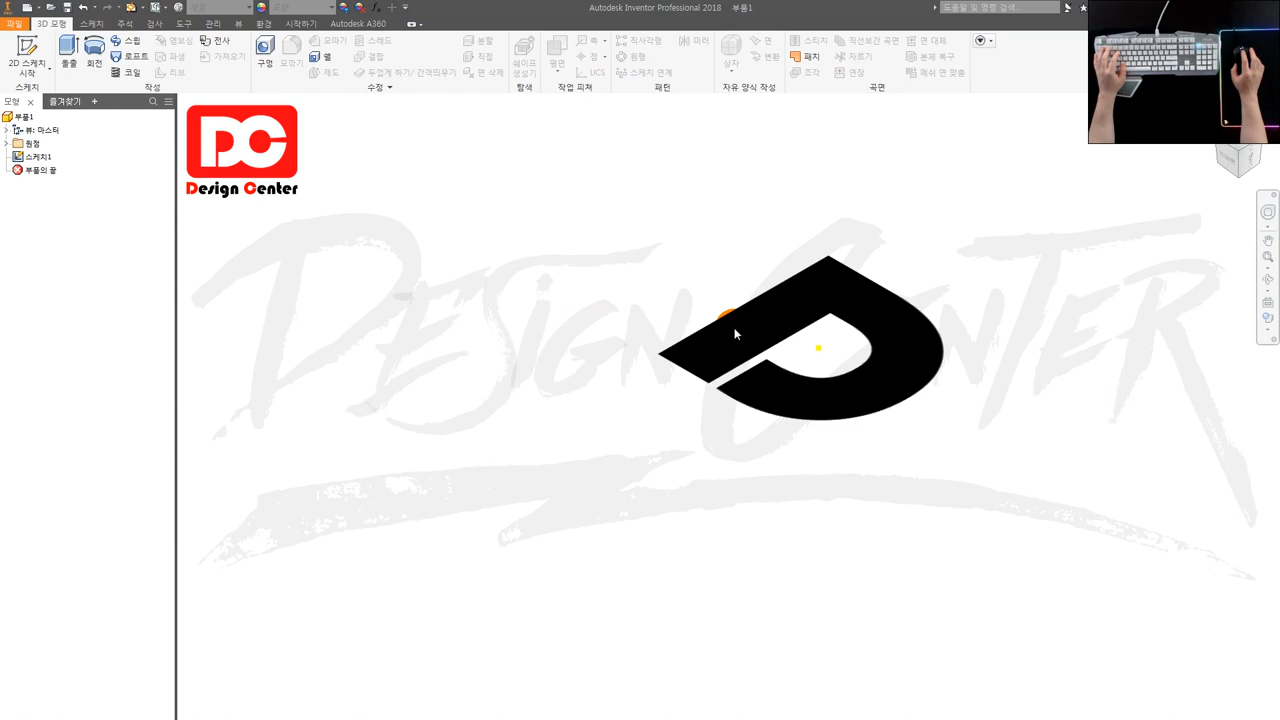 Autodesk Inventor Professional 2018 부품1
도움말 및 명령 검색...
파일 3D 모형 스케치 주석 검사 도구 관리 뷰 환경 시작하기 Autodesk A360
2D 스케치 시작
스케치
돌출 회전 스윕 로프트 코일 엠보싱 파생 리브 전사 가져오기
작성
구멍 모깎기 모따기 쉘 제도 스레드 결합 두껍게 하기/ 간격띄우기 분할 직접 면 삭제
수정
쉐이프 생성기
탐색
평면 축 점 UCS
작업 피쳐
직사각형 원형 스케치 연계 미러
패턴
상자 면 변환
자유 양식 작성
스티치 패치 조각 직선보간 곡면 자르기 연장 면 대체 본체 복구 메쉬 면 맞춤
곡면
모형 즐겨찾기
부품1
뷰: 마스터
원점
스케치1
부품의 끝
DC
Design Center
DESIGN CENTER